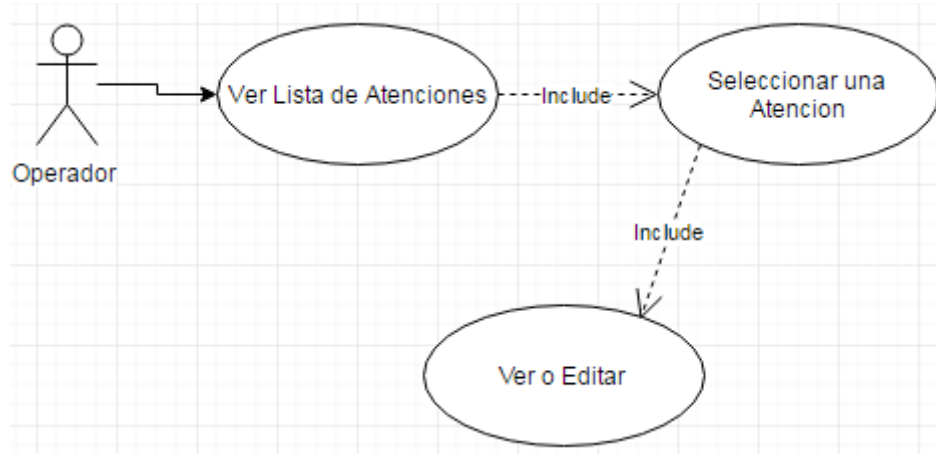 Operador
Ver Lista de Atenciones
Include
Seleccionar una
Atencion
Include
Ver o Editar